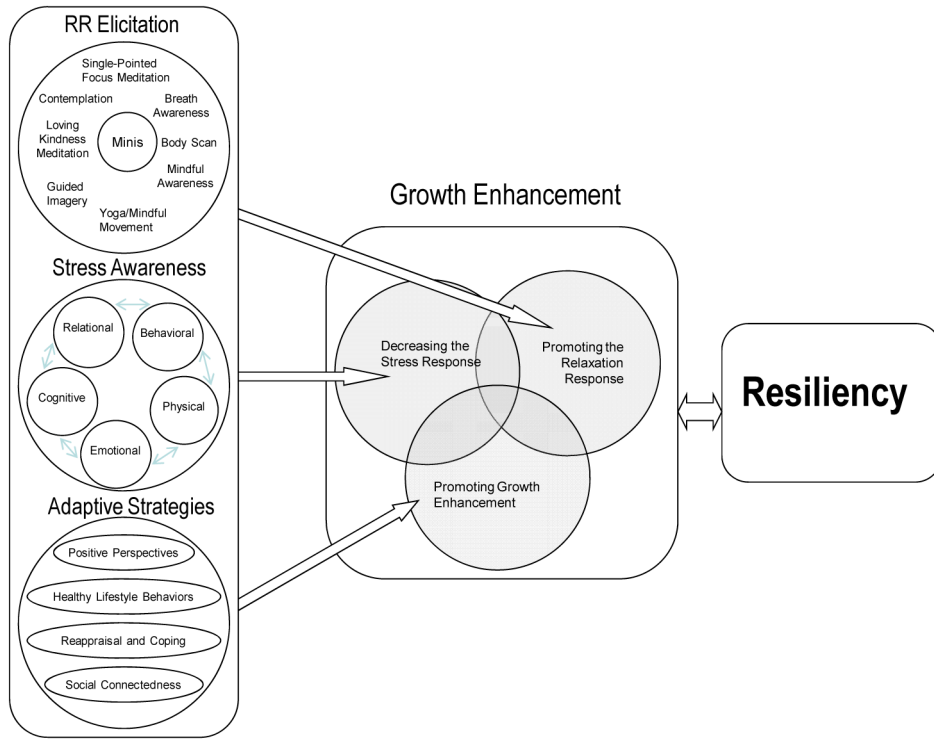 RR Elicitation
Single-Pointed
Focus Meditation
Contemplation
Breath
Awareness
Loving
Kindness
Meditation
Minis
Body Scan
Mindful
Awareness
Guided
Imagery
Yoga/Mindful
Movement
Stress Awareness
Relational
Behavioral
Cognitive
Physical
Emotional
Adaptive Strategies
Positive Perspectives
Healthy Lifestyle Behaviors
Reappraisal and Coping
Social Connectedness
Growth Enhancement
Decreasing the
Stress Response
Promoting the
Relaxation
Response
Promoting Growth
Enhancement
Resiliency